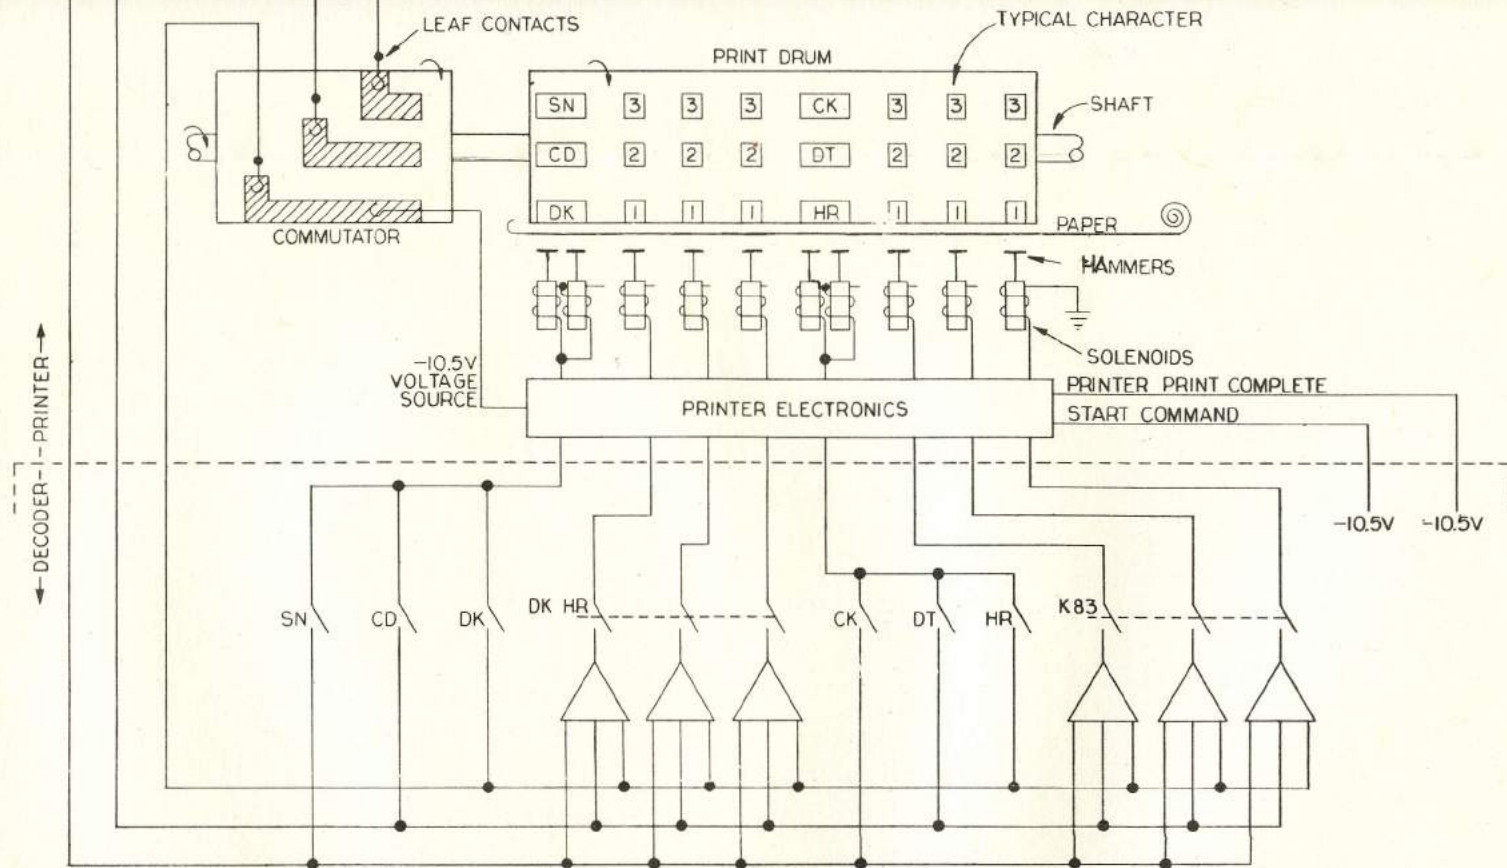 LEAF CONTACTS
TYPICAL CHARACTER
PRINT DRUM
SN 3 3 3 CK 3 3 3
SHAFT
CD 2 2 2 DT 2 2 2
DK 1 1 1 HR 1 1 1
COMMUTATOR
PAPER
HAMMERS
SOLENOIDS
-10.5V
VOLTAGE
SOURCE
PRINTER ELECTRONICS
PRINTER PRINT COMPLETE
START COMMAND
DECODER
PRINTER
-10.5V -10.5V
SN CD DK DK HR CK DT HR K83